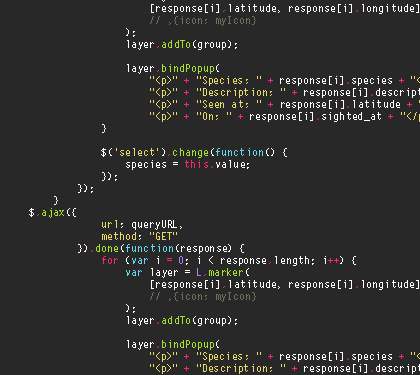 [response[i].latitude, response[i].longitude]
// ,{icon: myIcon}
);
layer.addTo(group);
layer.bindPopup(
"<p>" + "Species: " + response[i].species + "<
"<p>" + "Description: " + response[i].descript
"<p>" + "Seen at: " + response[i].latitude + "
"<p>" + "On: " + response[i].sighted_at + "</p
}
$('select').change(function() {
species = this.value;
});
});
}
$.ajax({
url: queryURL,
method: "GET"
}).done(function(response) {
for (var i = 0; i < response.length; i++) {
var layer = L.marker(
[response[i].latitude, response[i].longitude]
// ,{icon: myIcon}
);
layer.addTo(group);
layer.bindPopup(
"<p>" + "Species: " + response[i].species + "<
"<p>" + "Description: " + response[i].descript